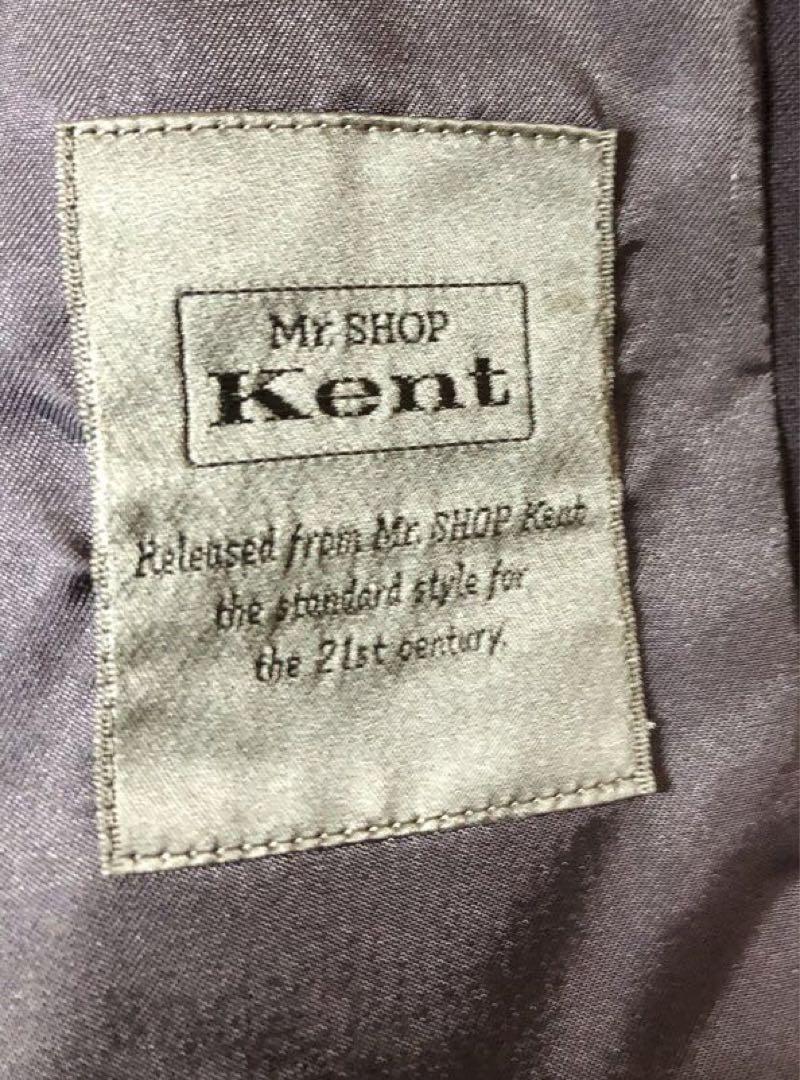 Mr. SHOP
Kent
Released from Mr. SHOP Kent
the standard style for
the 21st century.